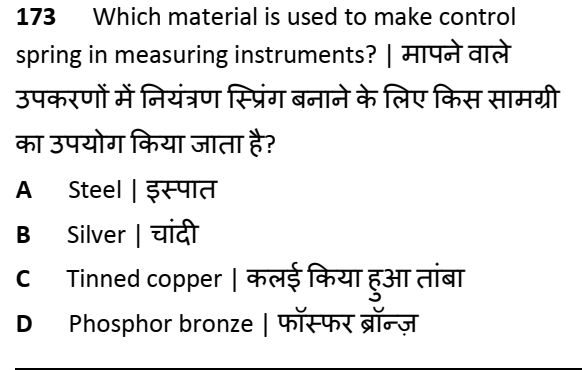 173 Which material is used to make control
spring in measuring instruments? | मापने वाले
उपकरणों में नियंत्रण स्प्रिंग बनाने के लिए किस सामग्री
का उपयोग किया जाता है?
A Steel | इस्पात
B Silver | चांदी
C Tinned copper | कलई किया हुआ तांबा
D Phosphor bronze | फॉस्फर ब्रॉन्ज़